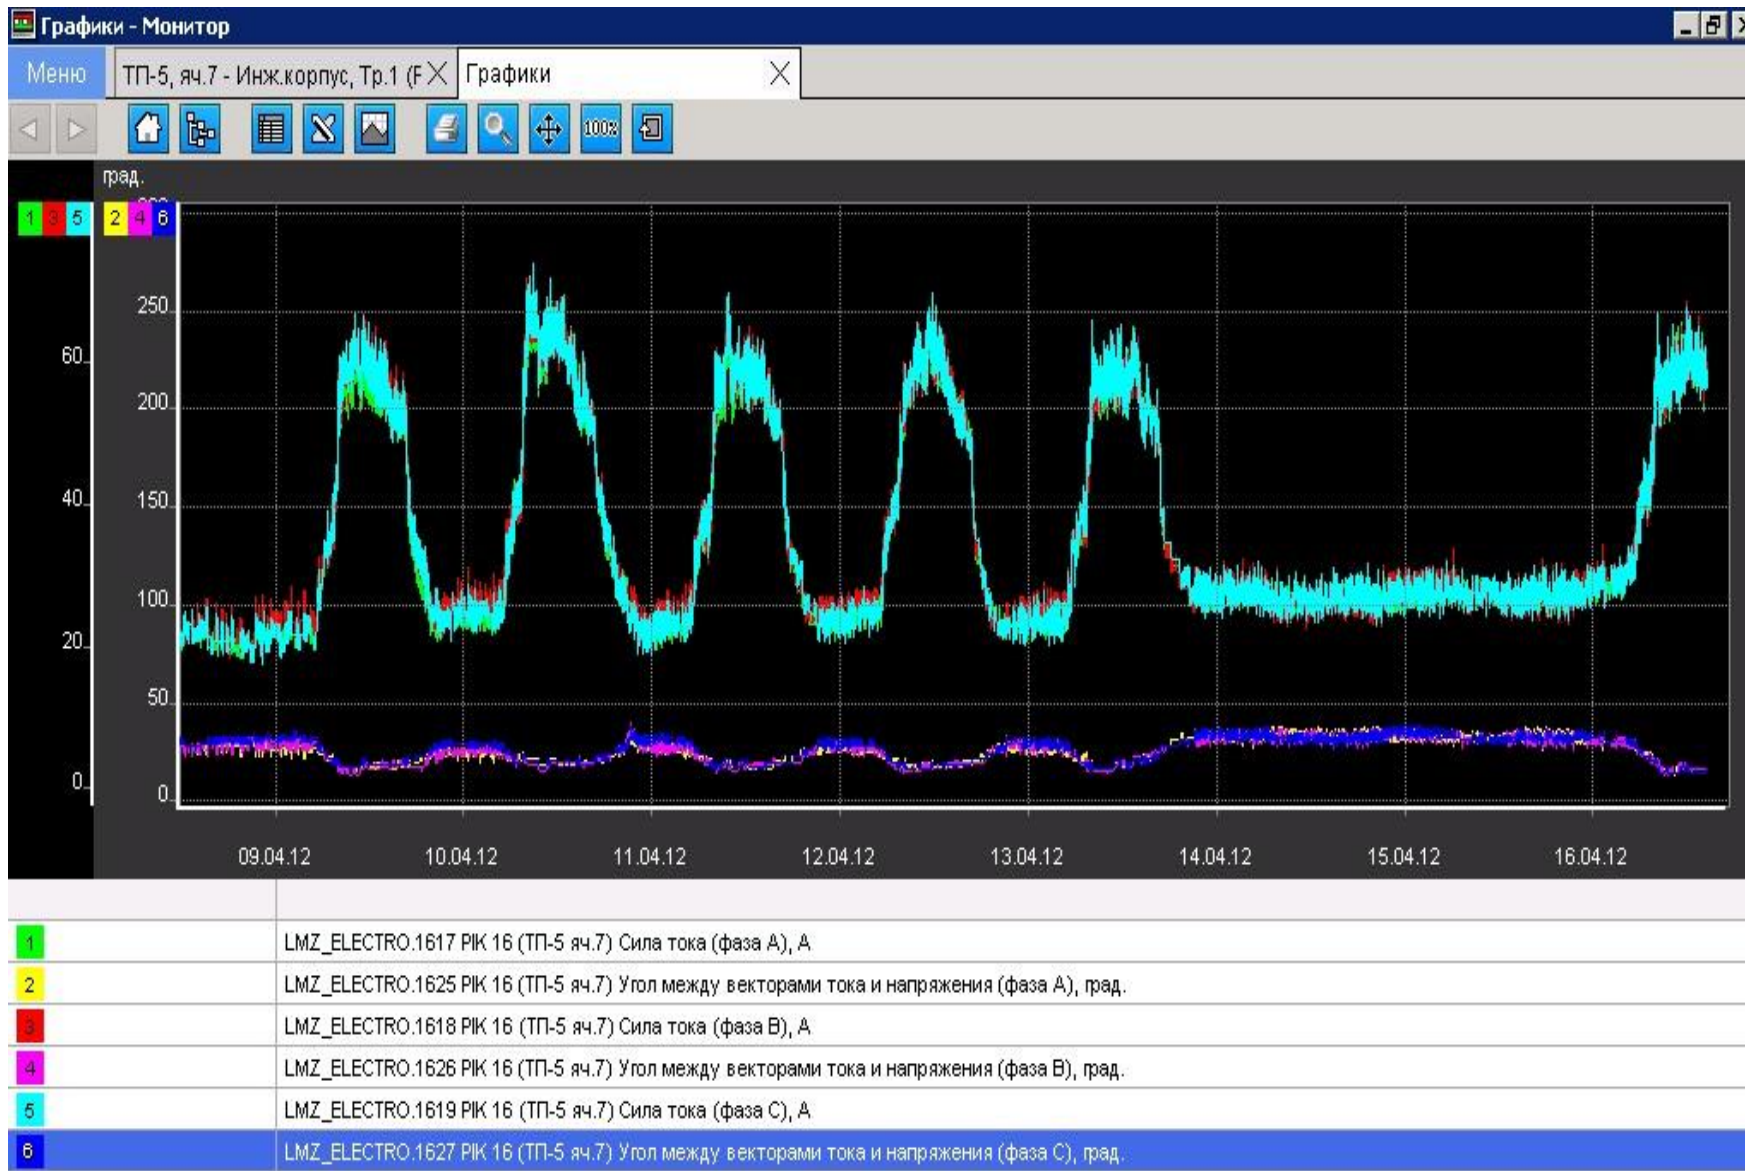 Графики - Монитор
Меню
ТП-5, яч.7 - Инж.корпус, Тр.1 (F
Графики
100%
град.
1 3 5 2 4 6
250
60
200
40
150
100
20
50
0
0
09.04.12 10.04.12 11.04.12 12.04.12 13.04.12 14.04.12 15.04.12 16.04.12
1 LMZ_ELECTRO.1617 PIK 16 (ТП-5 яч.7) Сила тока (фаза A), А
2 LMZ_ELECTRO.1625 PIK 16 (ТП-5 яч.7) Угол между векторами тока и напряжения (фаза A), град.
3 LMZ_ELECTRO.1618 PIK 16 (ТП-5 яч.7) Сила тока (фаза B), А
4 LMZ_ELECTRO.1626 PIK 16 (ТП-5 яч.7) Угол между векторами тока и напряжения (фаза B), град.
5 LMZ_ELECTRO.1619 PIK 16 (ТП-5 яч.7) Сила тока (фаза C), А
6 LMZ_ELECTRO.1627 PIK 16 (ТП-5 яч.7) Угол между векторами тока и напряжения (фаза C), град.